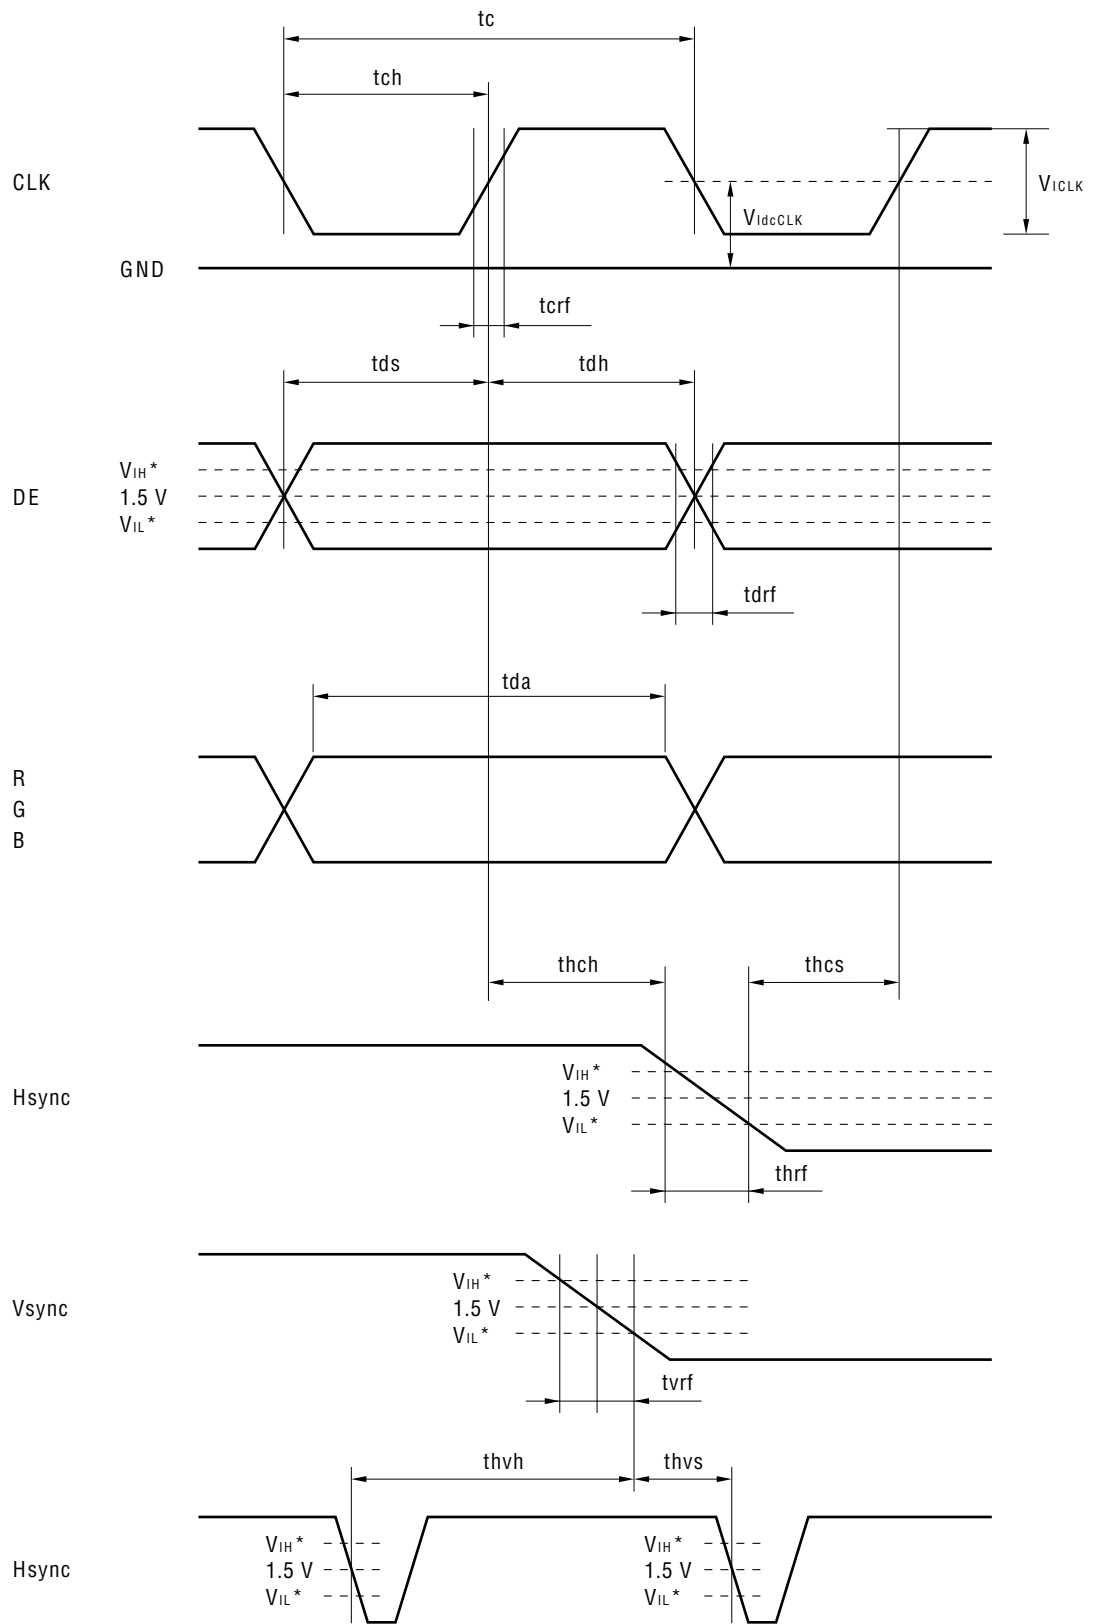 tc
tch
CLK
VICLK
VIdcCLK
GND
tcrf
tds
tdh
VIH*
DE
1.5 V
VIL*
tdrf
tda
R
G
B
thch
thcs
VIH*
Hsync
1.5 V
VIL*
thrf
VIH*
Vsync
1.5 V
VIL*
tvrf
thvh
thvs
VIH*
VIH*
Hsync
1.5 V
1.5 V
VIL*
VIL*